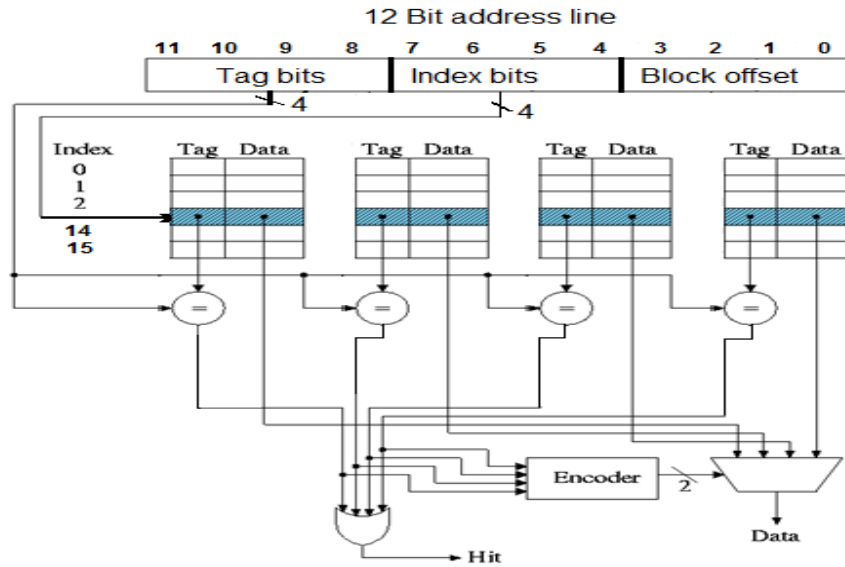 12 Bit address line
11 10 9 8 7 6 5 4 3 2 1 0
Tag bits Index bits Block offset
4 4
Index Tag Data Tag Data Tag Data Tag Data
0
1
2
14
15
= = = =
Encoder
2
Data
Hit